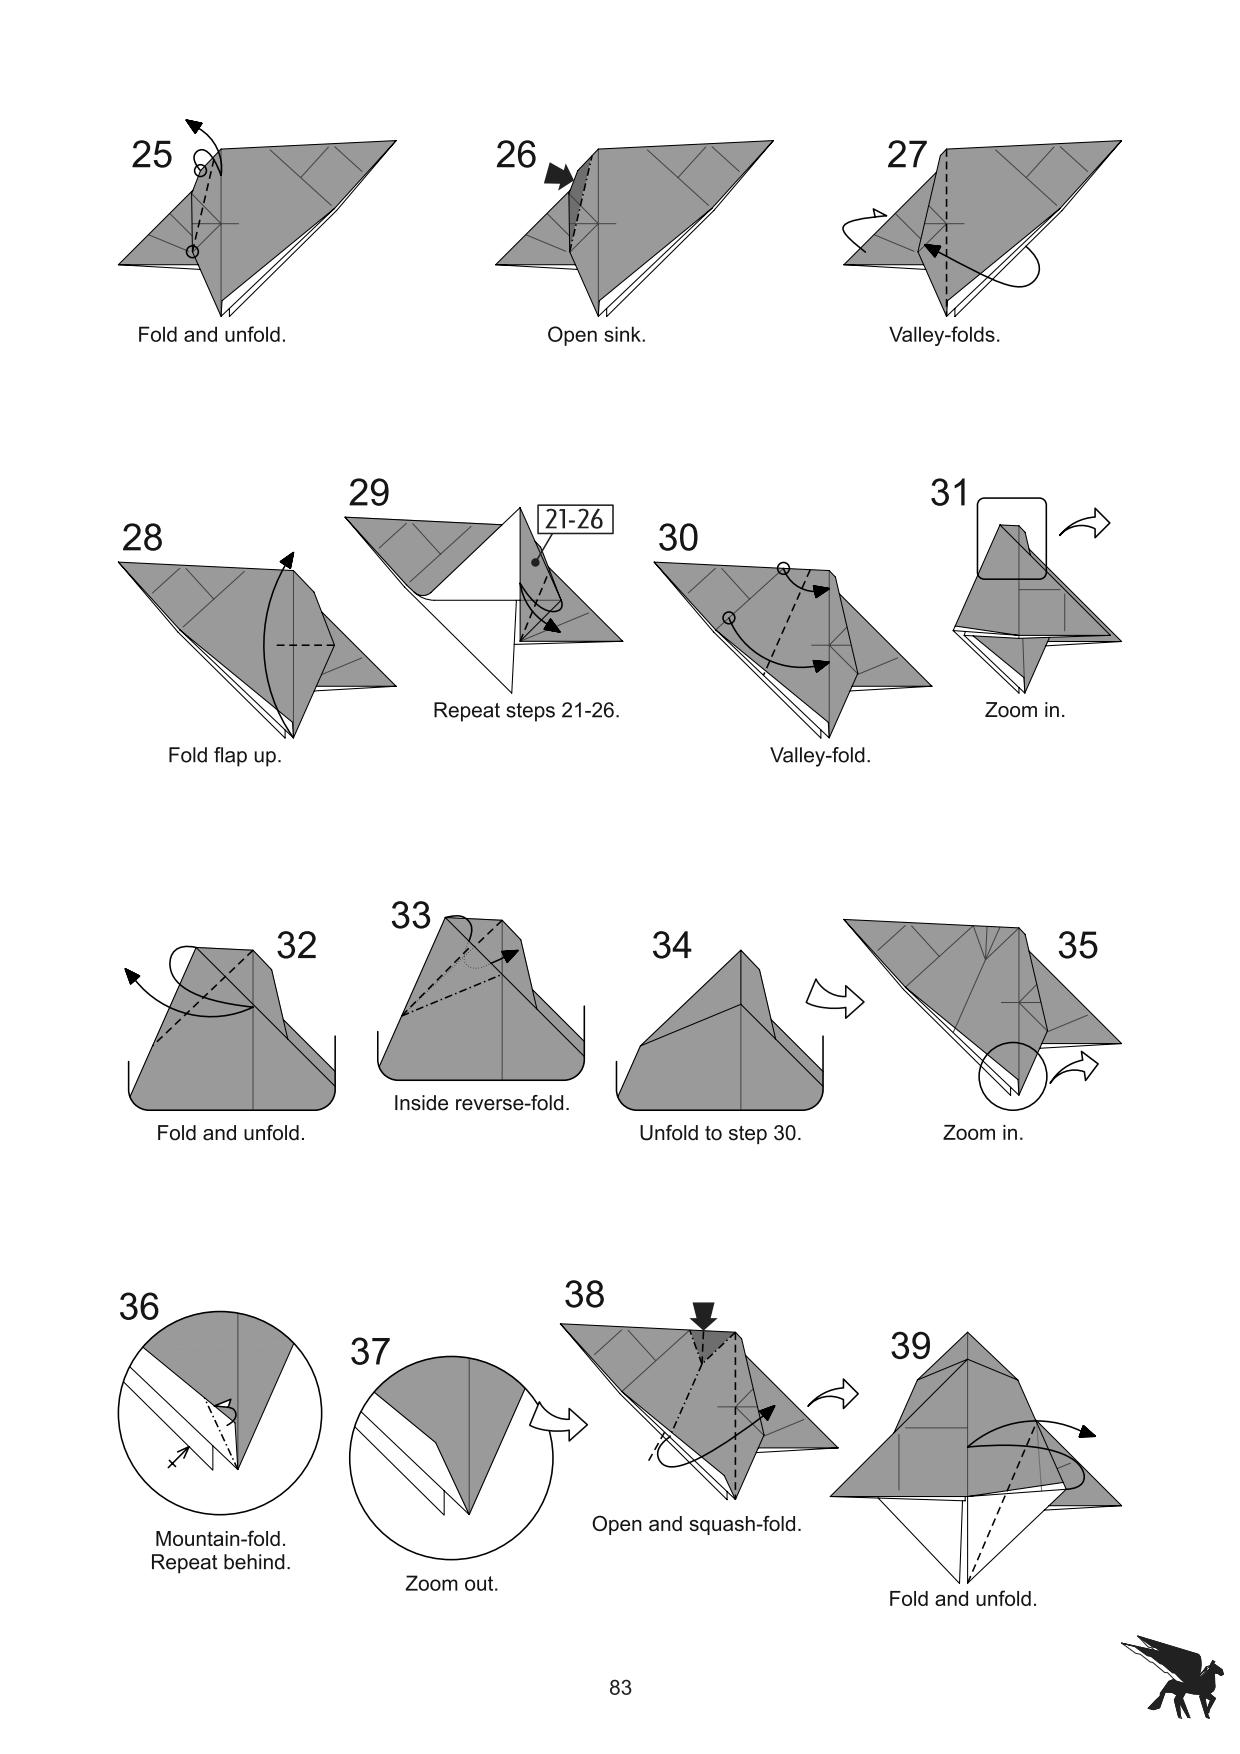 25
Fold and unfold.
26
Open sink.
27
Valley-folds.
28
Fold flap up.
29
21-26
Repeat steps 21-26.
30
Valley-fold.
31
Zoom in.
32
Fold and unfold.
33
Inside reverse-fold.
34
Unfold to step 30.
35
Zoom in.
36
Mountain-fold.
Repeat behind.
37
Zoom out.
38
Open and squash-fold.
39
Fold and unfold.
83